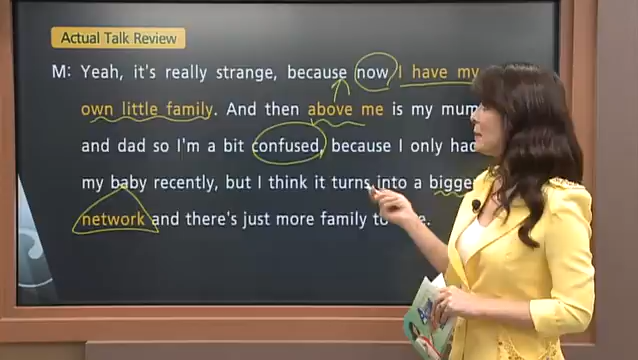 Actual Talk Review
M: Yeah, it's really strange, because now I have my
own little family. And then above me is my mum
and dad so I'm a bit confused, because I only had
my baby recently, but I think it turns into a bigge
network and there's just more family to